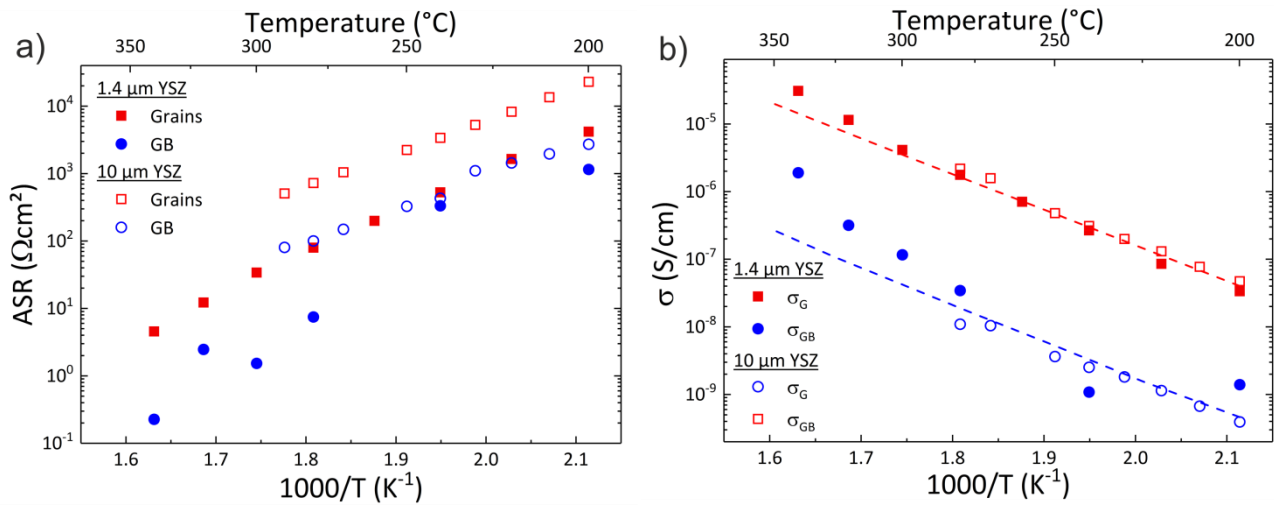 a)
Temperature (°C)
350 300 250 200
10⁴
10³
10²
10¹
10⁰
10⁻¹
ASR (Ωcm²)
1.4 µm YSZ
Grains
GB
10 µm YSZ
Grains
GB
1.6 1.7 1.8 1.9 2.0 2.1
1000/T (K⁻¹)
b)
Temperature (°C)
350 300 250 200
10⁻⁵
10⁻⁶
10⁻⁷
10⁻⁸
10⁻⁹
σ (S/cm)
1.4 µm YSZ
σG
σGB
10 µm YSZ
σG
σGB
1.6 1.7 1.8 1.9 2.0 2.1
1000/T (K⁻¹)